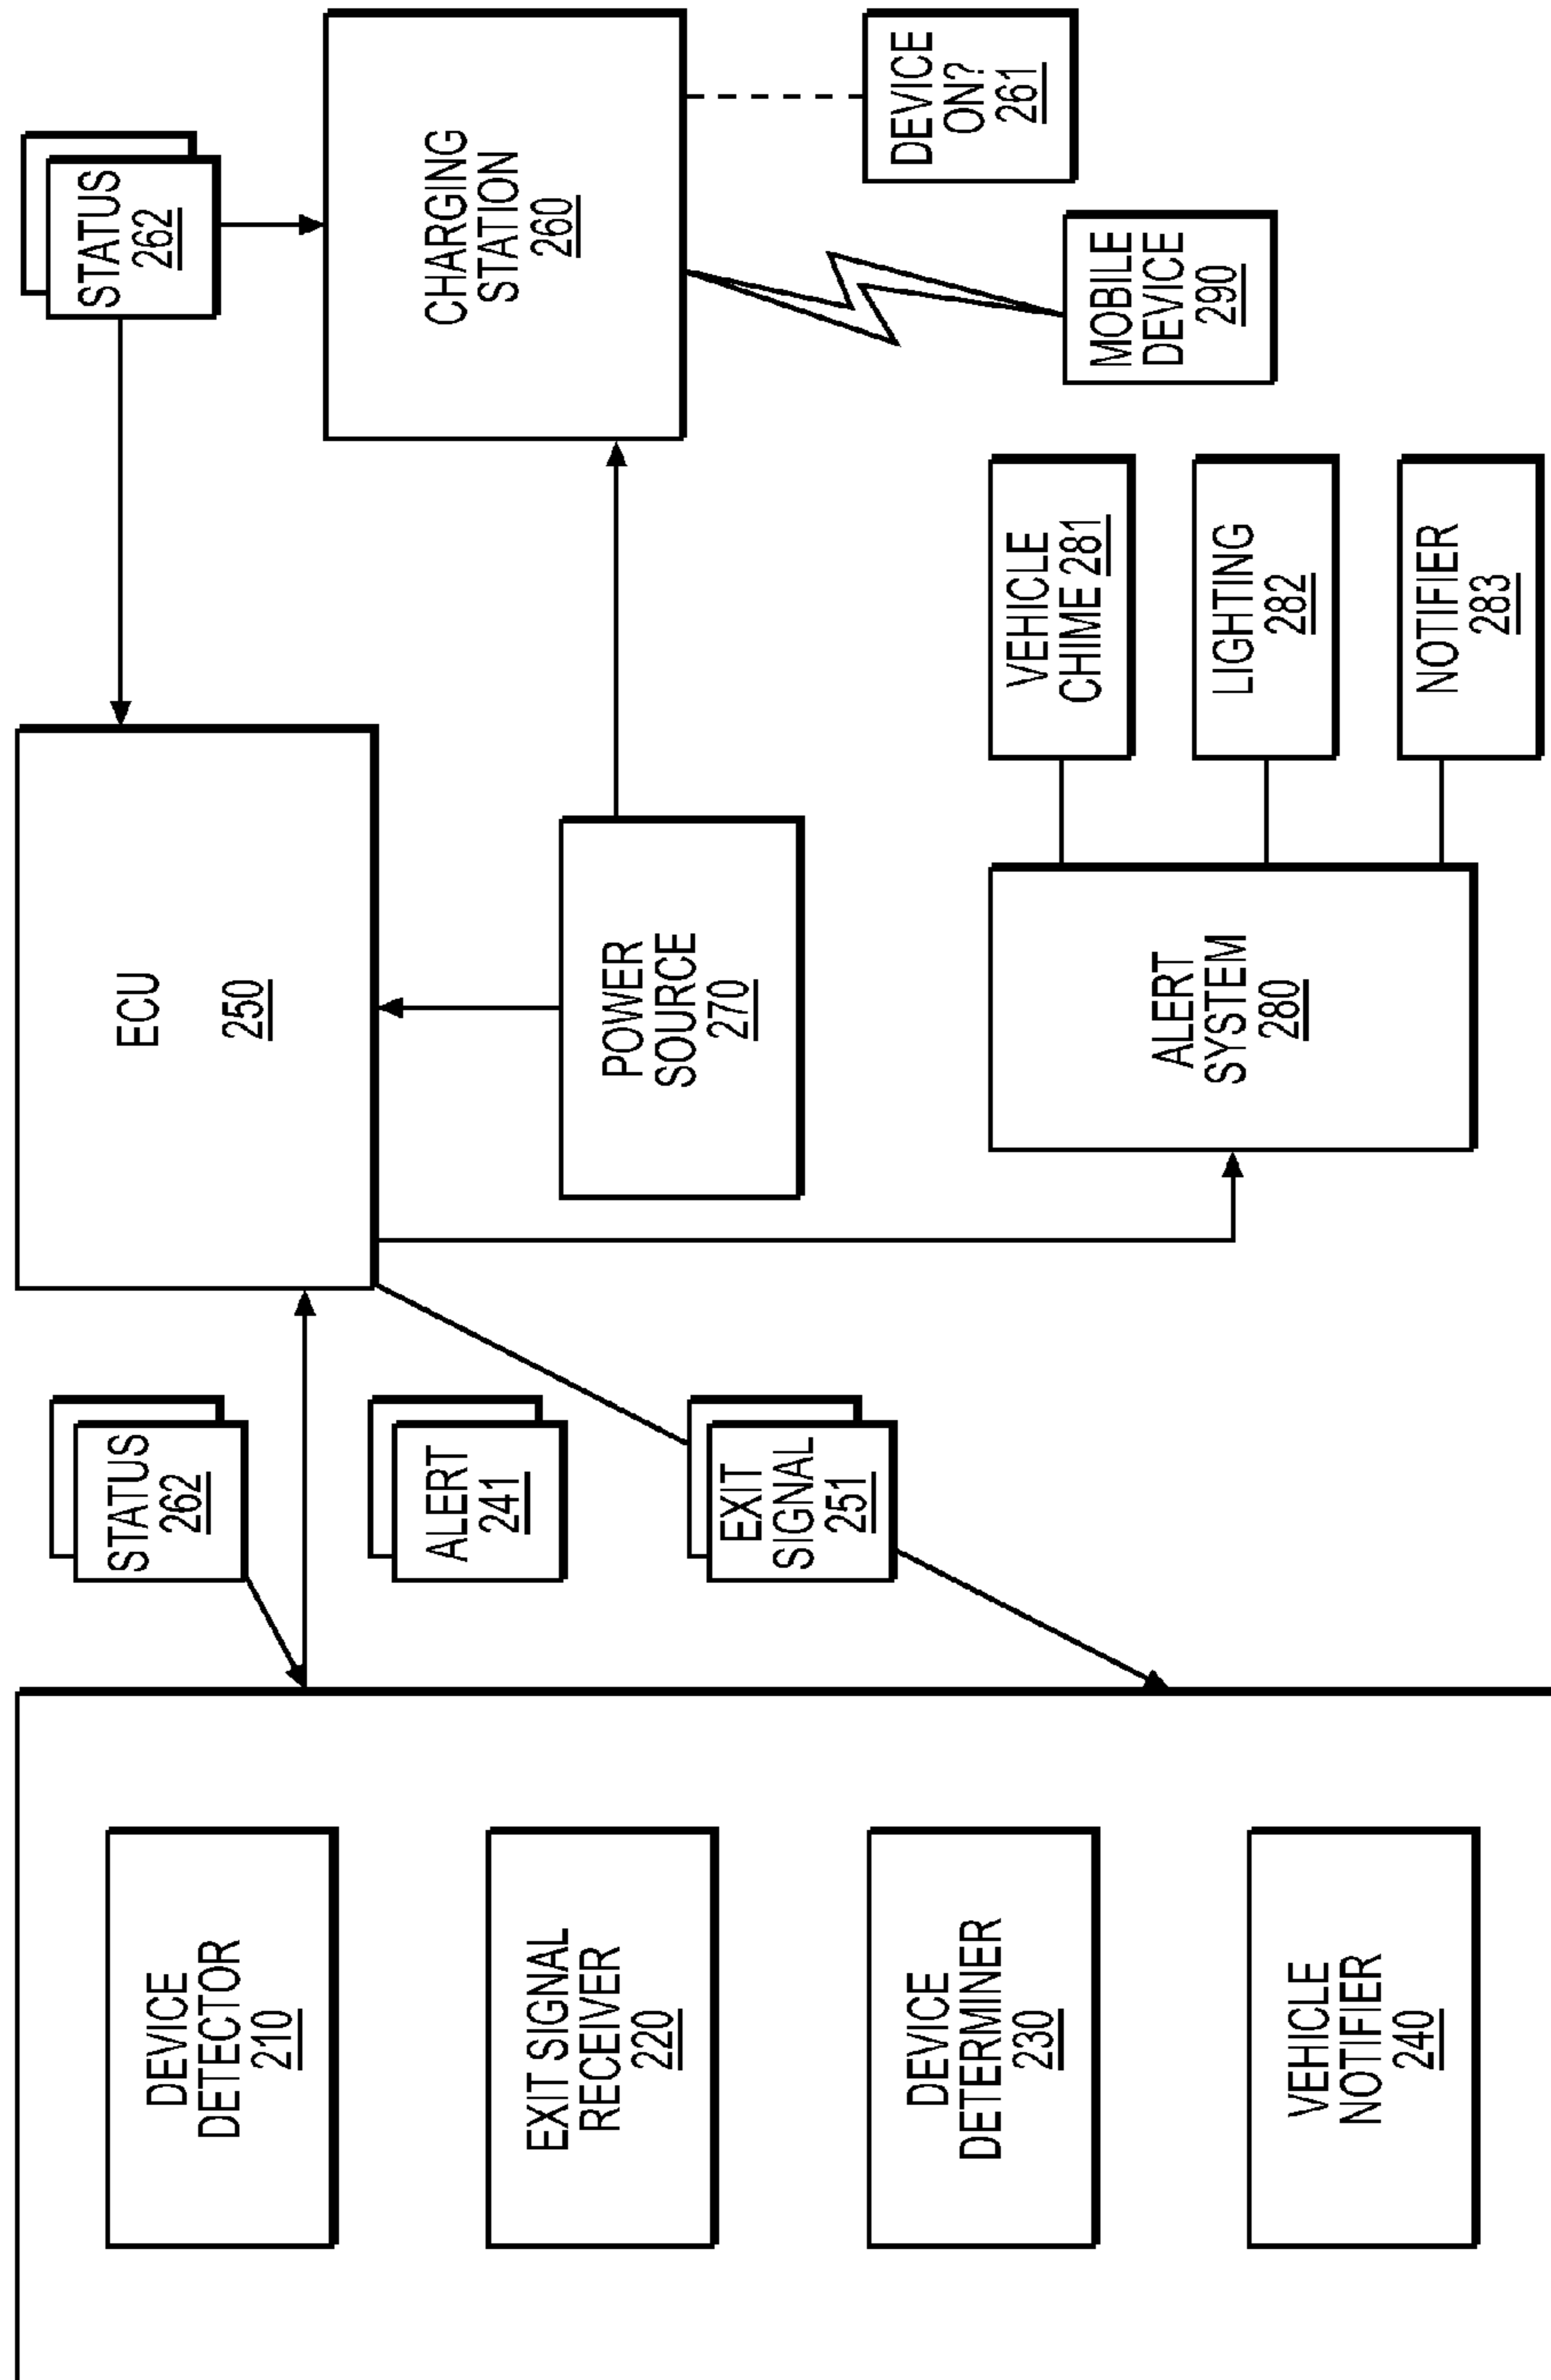 DEVICE
DETECTOR
210
EXIT SIGNAL
RECEIVER
220
DEVICE
DETERMINER
230
VEHICLE
NOTIFIER
240
STATUS
262
ALERT
241
EXIT
SIGNAL
251
ECU
250
POWER
SOURCE
270
ALERT
SYSTEM
280
VEHICLE
CHIME 281
LIGHTING
282
NOTIFIER
283
STATUS
262
CHARGING
STATION
260
MOBILE
DEVICE
290
DEVICE
ON?
261